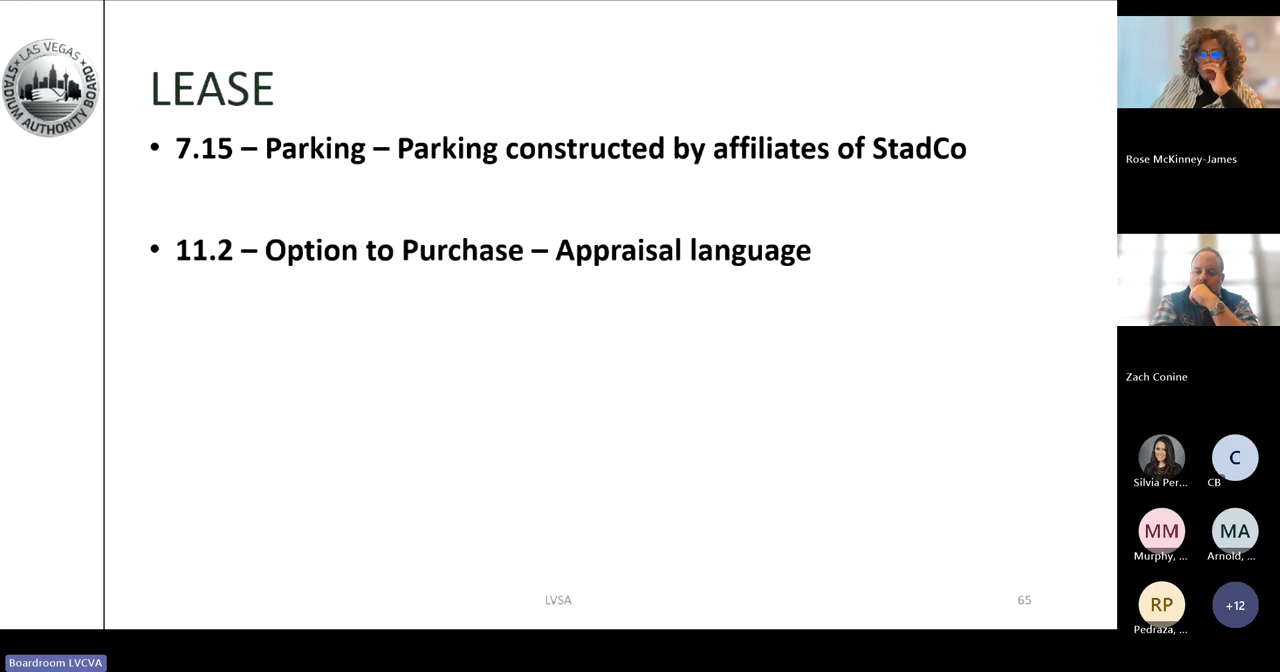 LAS VEGAS
STADIUM AUTHORITY BOARD
LEASE
• 7.15 – Parking – Parking constructed by affiliates of StadCo
• 11.2 – Option to Purchase – Appraisal language
LVSA
65
Rose McKinney-James
Zach Conine
C
Silvia Per...
CB
MM
MA
Murphy, ...
Arnold, ...
RP
+12
Pedraza, ...
Boardroom LVCVA